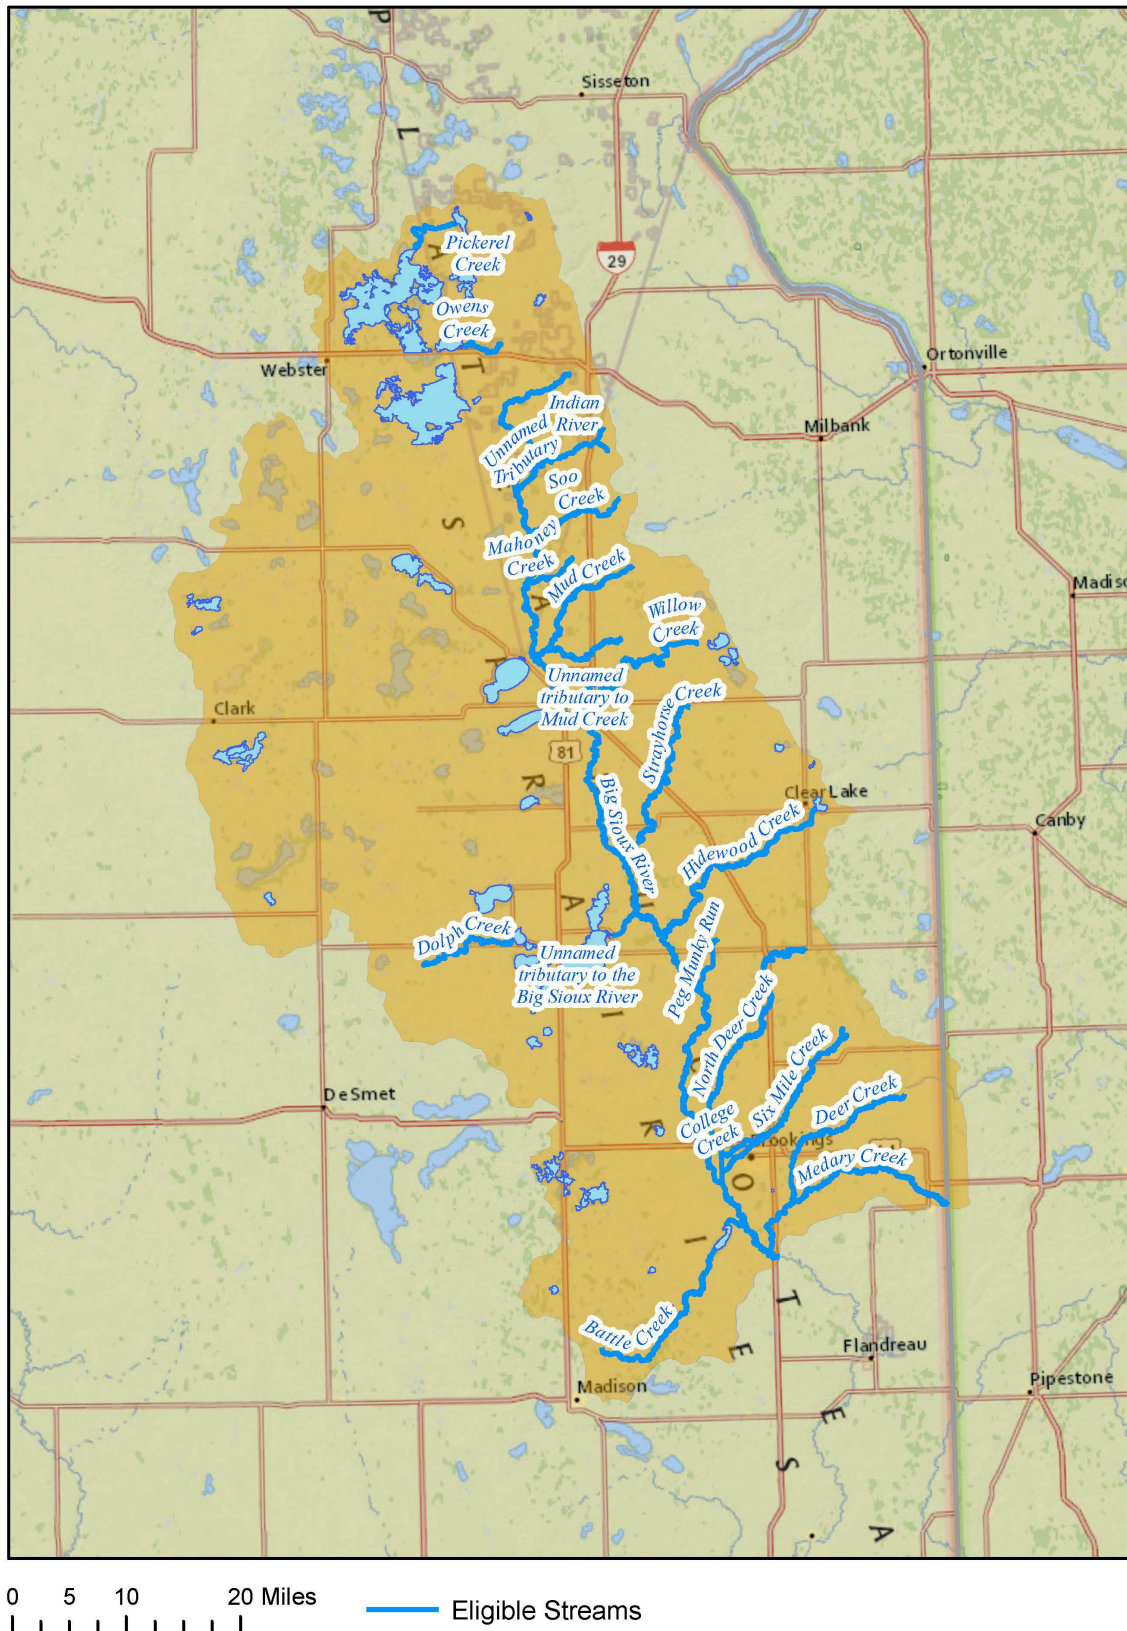 Sisseton
29
Pickerel
Creek
Owens
Creek
Webster
Ortonville
Milbank
Indian
River
Unnamed
Tributary
Soo
Creek
Mahoney
Creek
Mud Creek
Willow
Creek
Unnamed
tributary to
Mud Creek
Strayhorse Creek
Clark
81
Clear Lake
Canby
Big Sioux River
Hidewood Creek
Peg Munky Run
Dolph Creek
Unnamed
tributary to the
Big Sioux River
North Deer Creek
Six Mile Creek
Deer Creek
College
Creek
Brookings
Medary Creek
De Smet
Battle Creek
Madison
Flandreau
Pipestone
P L A T
S A
R A I
C O T E
E S A
0 5 10 20 Miles
Eligible Streams